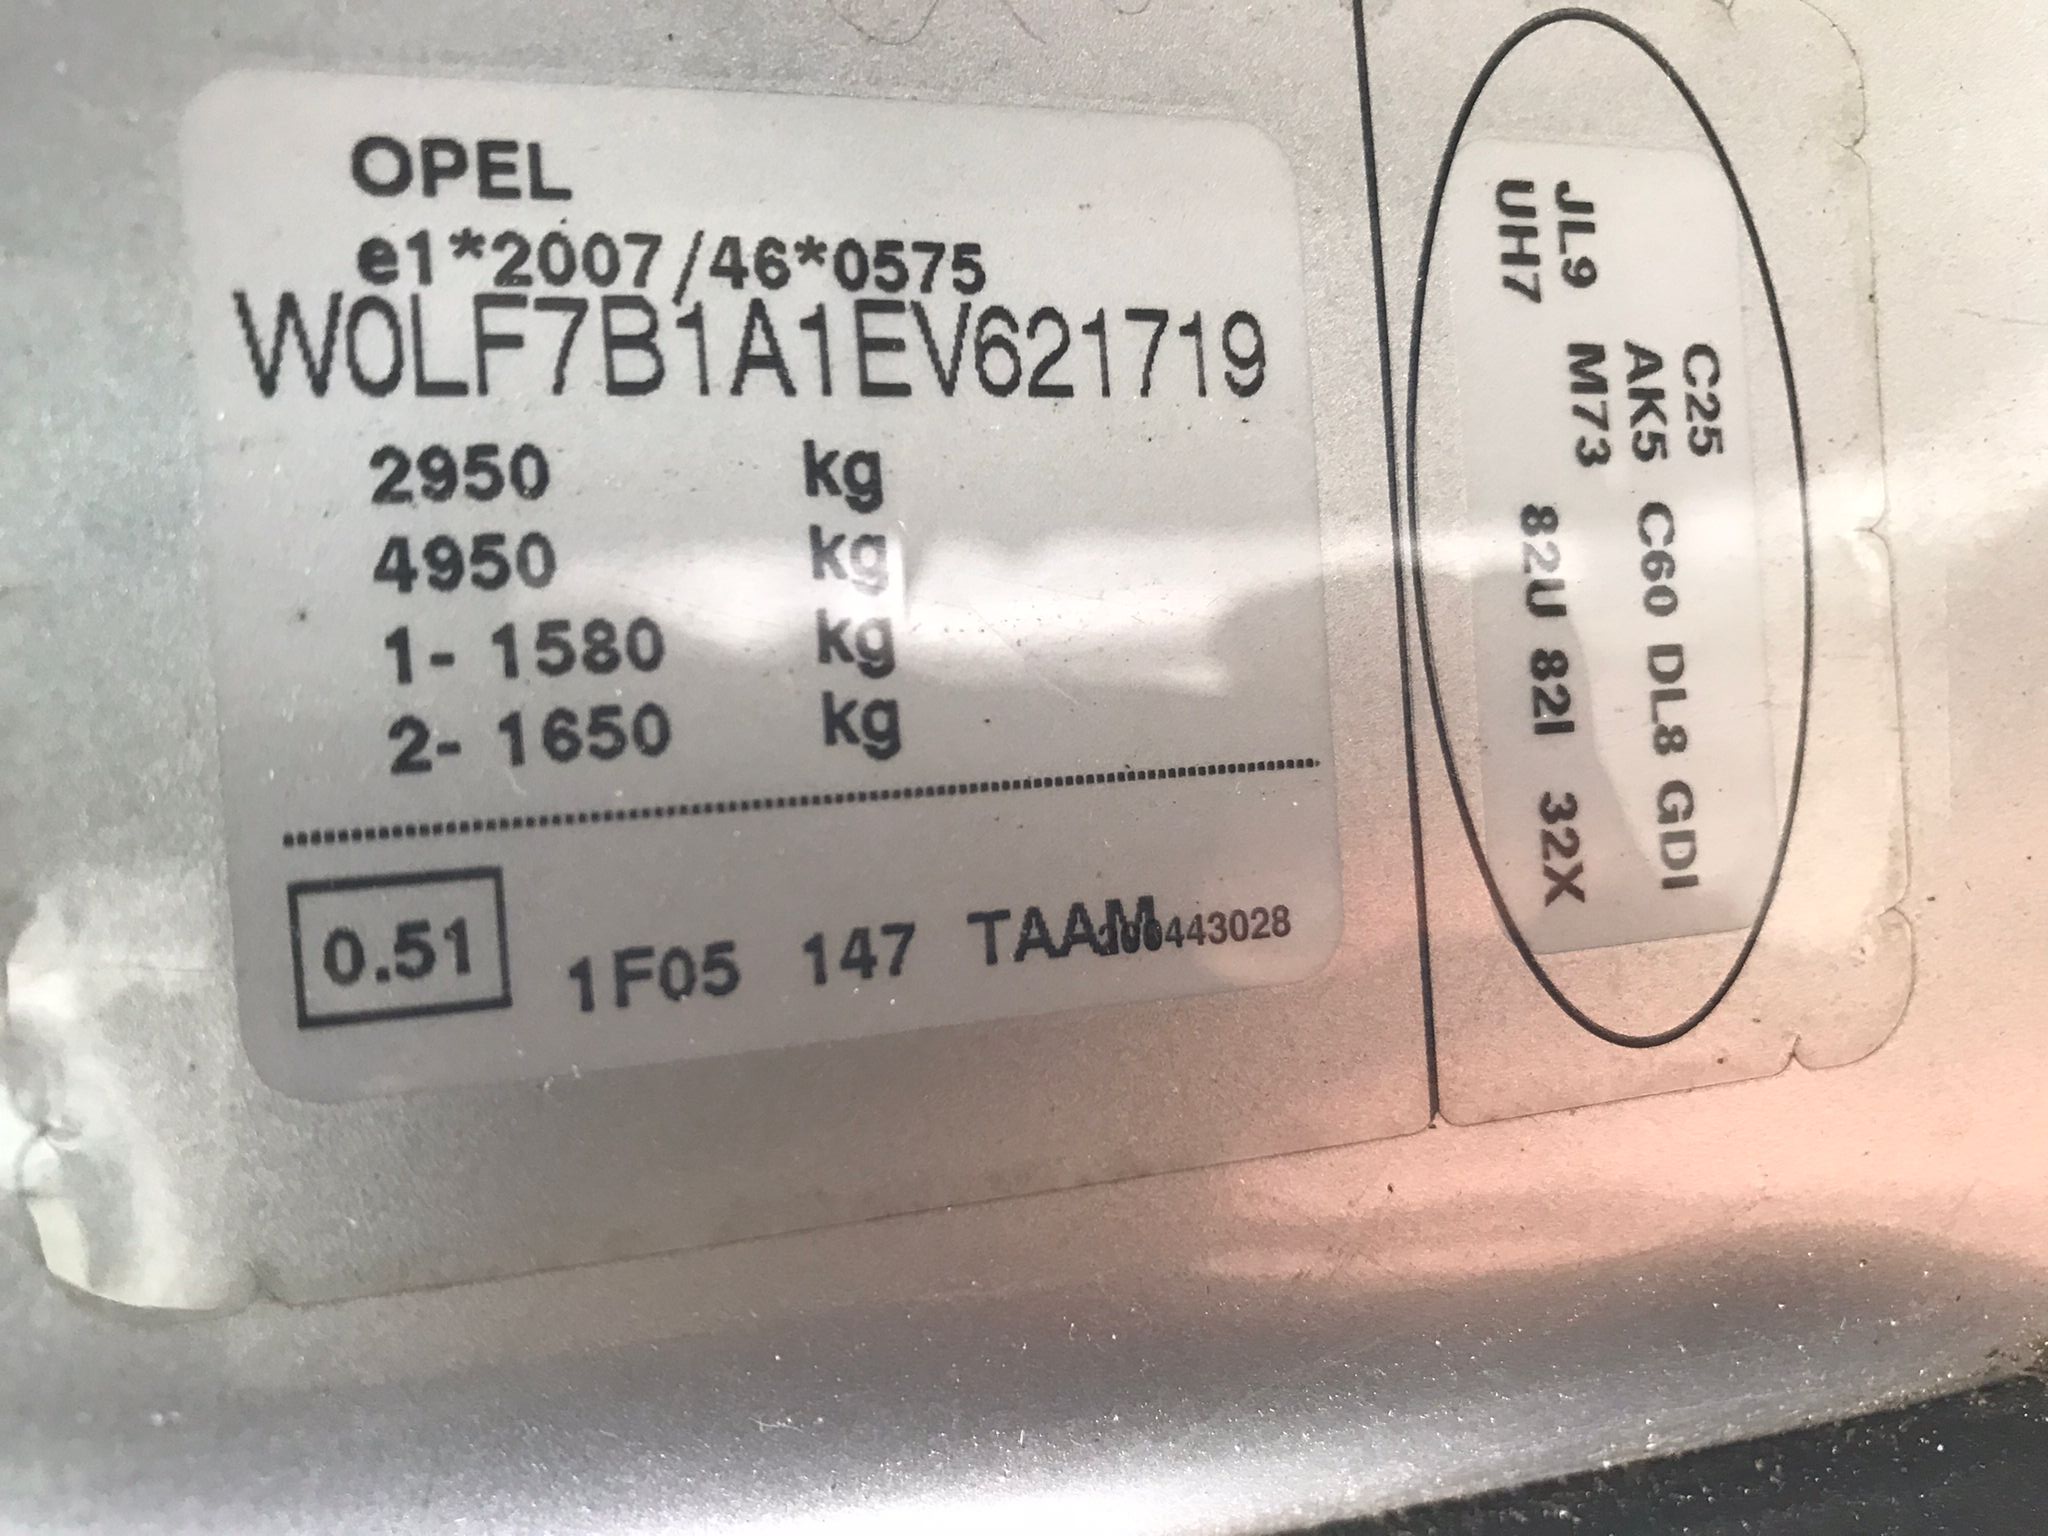 OPEL
e1*2007/46*0575
W0LF7B1A1EV621719
2950 kg
4950 kg
1- 1580 kg
2- 1650 kg
0.51 1F05 147 TAAM
C25
AK5 C60 DL8 GDI
JL9 M73
UH7 82U 82I 32X